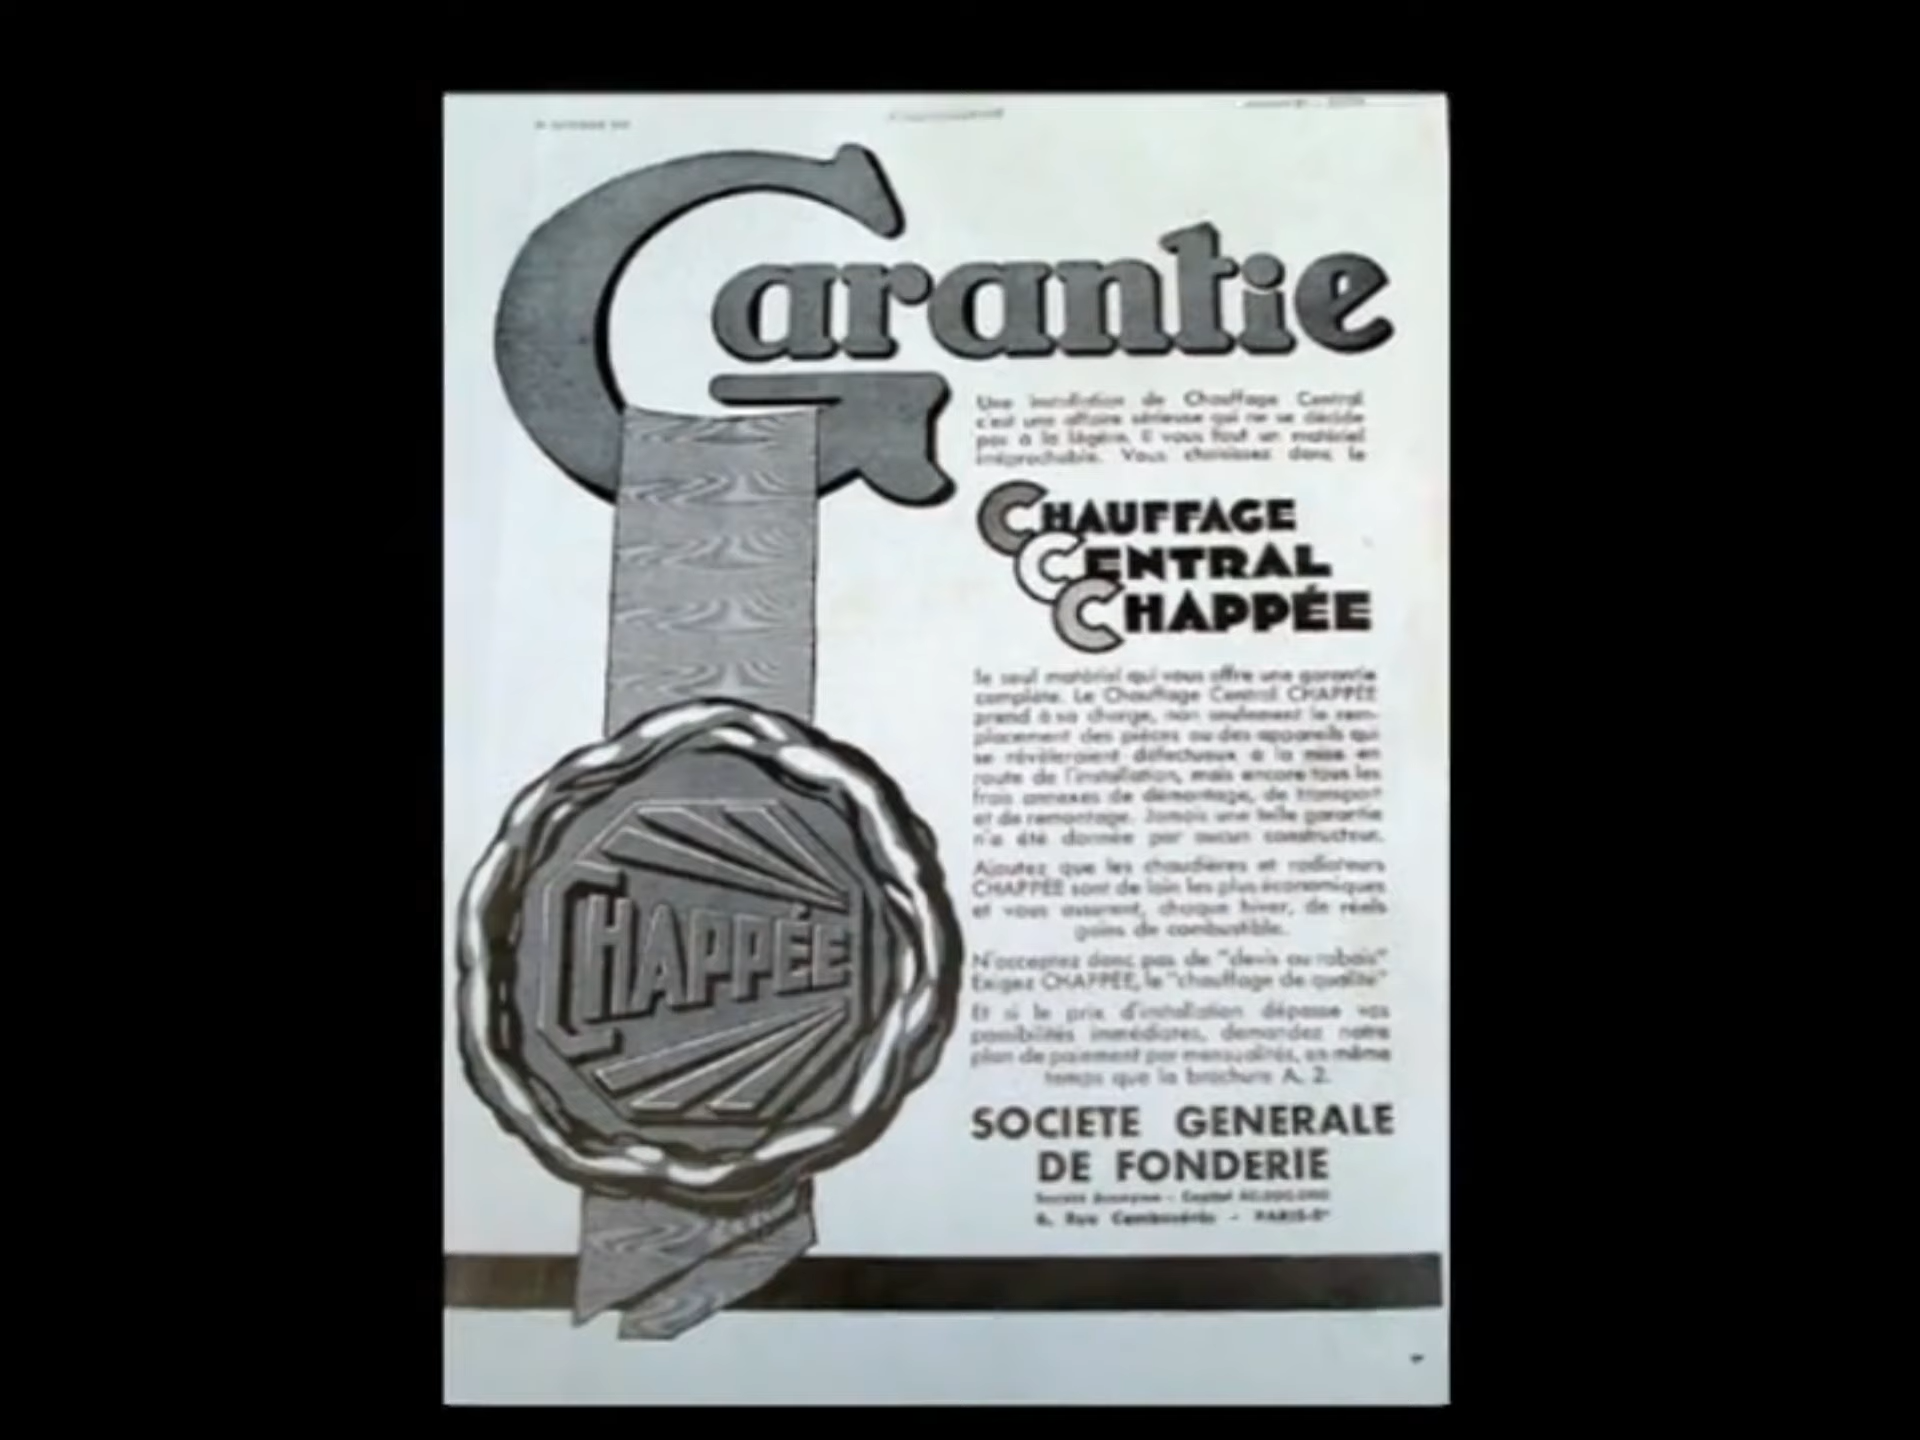 Garantie
Une installation de Chauffage Central
c'est une affaire sérieuse qui ne se décide
pas à la légère. Il vous faut un matériel
irréprochable. Vous choisissez donc le
CHAUFFAGE
CENTRAL
CHAPPÉE
le seul matériel qui vous offre une garantie
complète. Le Chauffage Central CHAPPÉE
prend à sa charge, non seulement le rem-
placement des pièces ou des appareils qui
se révèleraient défectueux à la mise en
route de l'installation, mais encore tous les
frais annexes de démontage, de transport
et de remontage. Jamais une telle garantie
n'a été donnée par aucun constructeur.
Ajoutez que les chaudières et radiateurs
CHAPPÉE sont de loin les plus économiques
et vous assurent, chaque hiver, de réels
gains de combustible.
N'acceptez donc pas de "devis au rabais"
Exigez CHAPPÉE, le "chauffage de qualité"
Et si le prix d'installation dépasse vos
possibilités immédiates, demandez notre
plan de paiement par mensualités, en même
temps que la brochure A. 2.
SOCIETE GENERALE
DE FONDERIE
Société Anonyme - Capital
6, Rue Cambacérès - PARIS-8e
CHAPPÉE